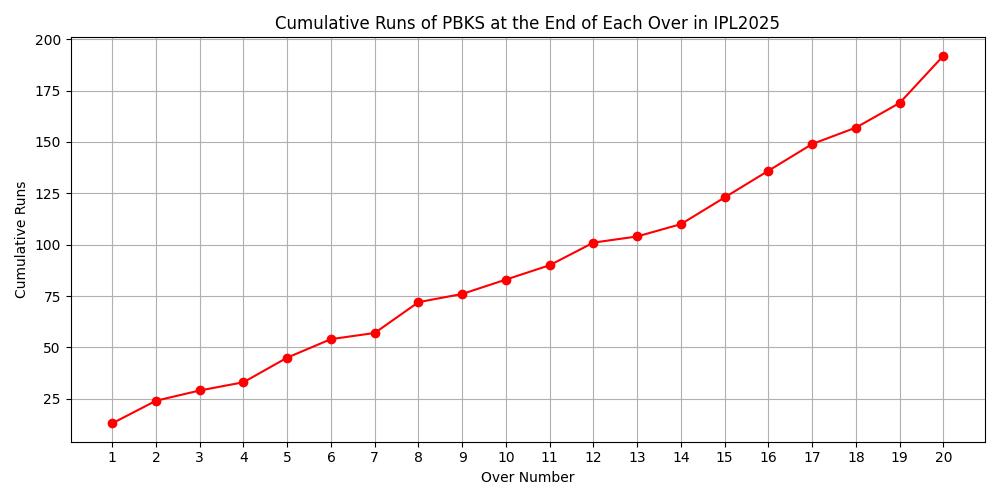 Cumulative Runs of PBKS at the End of Each Over in IPL2025
200
175
150
125
100
75
50
25
Cumulative Runs
1 2 3 4 5 6 7 8 9 10 11 12 13 14 15 16 17 18 19 20
Over Number